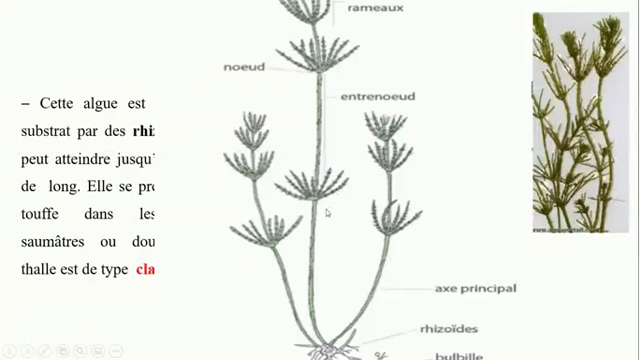 – Cette algue est
substrat par des rhiz
peut atteindre jusqu'
de long. Elle se pro
touffe dans les
saumâtres ou dou
thalle est de type cla
rameaux
noeud
entrenoeud
axe principal
rhizoïdes
bulbille